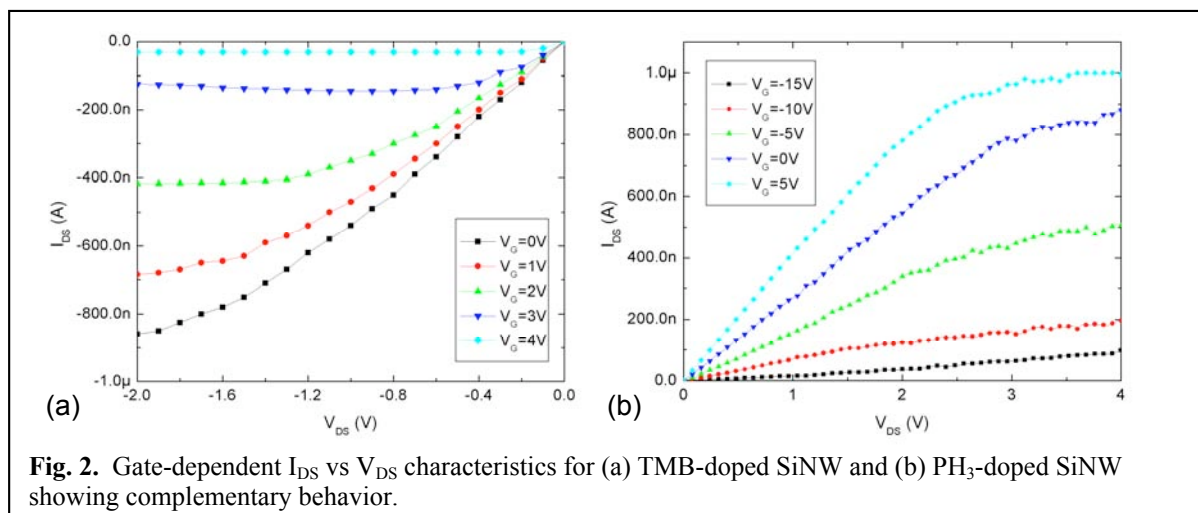 0.0
-200.0n
-400.0n
-600.0n
-800.0n
-1.0µ
I_DS (A)
V_G=0V
V_G=1V
V_G=2V
V_G=3V
V_G=4V
-2.0 -1.6 -1.2 -0.8 -0.4 0.0
V_DS (V)
(a)
1.0µ
800.0n
600.0n
400.0n
200.0n
0.0
I_DS (A)
V_G=-15V
V_G=-10V
V_G=-5V
V_G=0V
V_G=5V
0 1 2 3 4
V_DS (V)
(b)
Fig. 2. Gate-dependent I_DS vs V_DS characteristics for (a) TMB-doped SiNW and (b) PH_3-doped SiNW
showing complementary behavior.